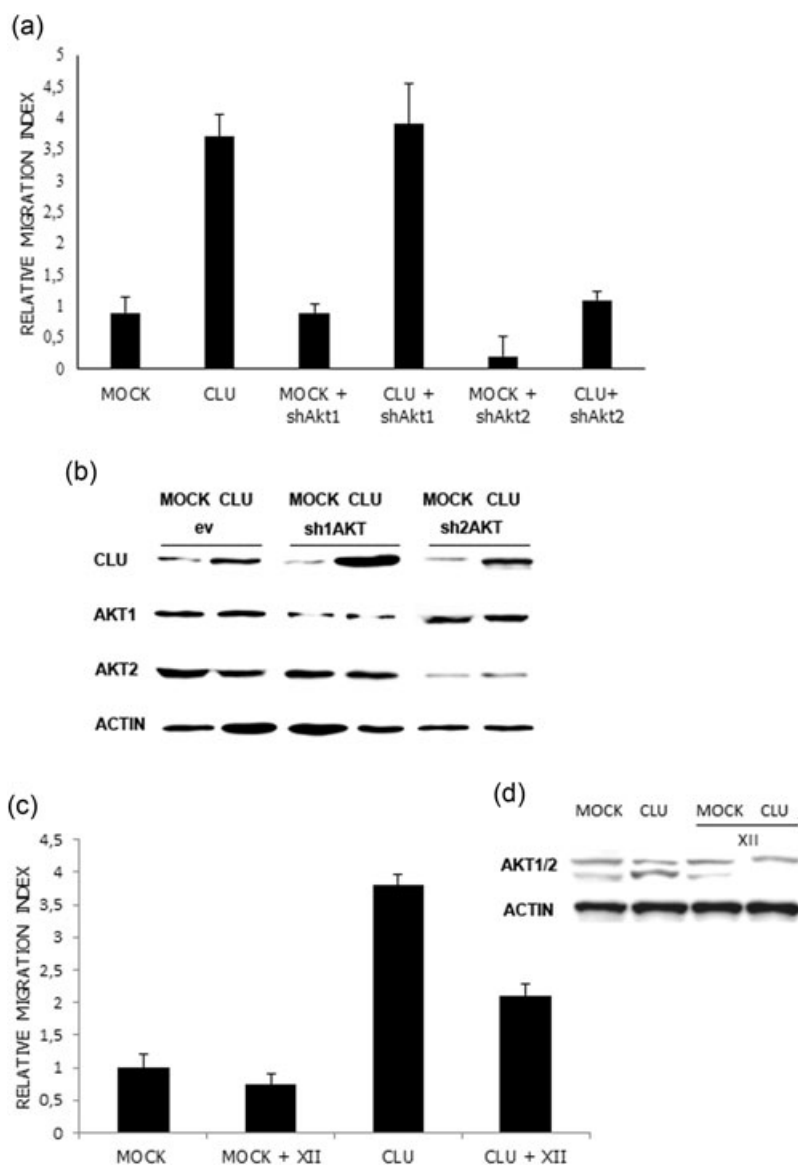 (a)
RELATIVE MIGRATION INDEX
5
4,5
4
3,5
3
2,5
2
1,5
1
0,5
0
MOCK CLU MOCK + shAkt1 CLU + shAkt1 MOCK + shAkt2 CLU+ shAkt2
(b)
MOCK CLU MOCK CLU MOCK CLU
ev sh1AKT sh2AKT
CLU
AKT1
AKT2
ACTIN
(c)
RELATIVE MIGRATION INDEX
4,5
4
3,5
3
2,5
2
1,5
1
0,5
0
MOCK MOCK + XII CLU CLU + XII
(d)
MOCK CLU MOCK CLU
XII
AKT1/2
ACTIN